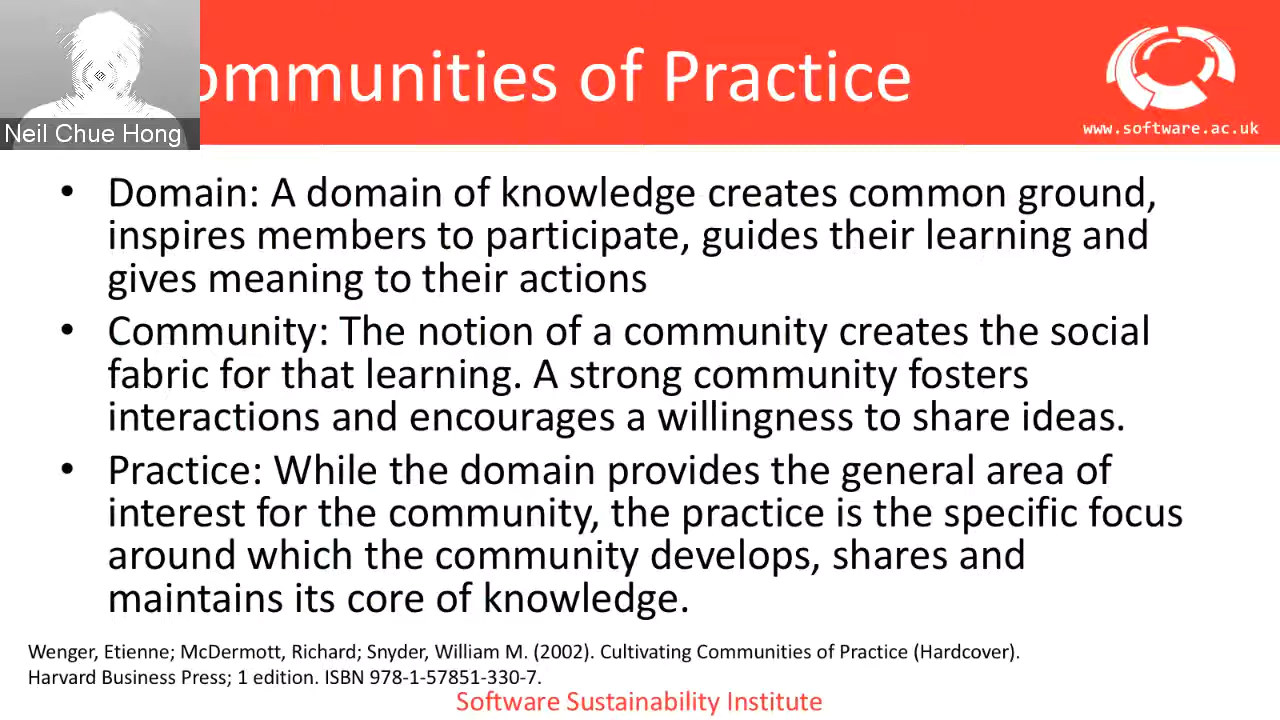 ommunities of Practice
Neil Chue Hong
www.software.ac.uk
• Domain: A domain of knowledge creates common ground,
inspires members to participate, guides their learning and
gives meaning to their actions
• Community: The notion of a community creates the social
fabric for that learning. A strong community fosters
interactions and encourages a willingness to share ideas.
• Practice: While the domain provides the general area of
interest for the community, the practice is the specific focus
around which the community develops, shares and
maintains its core of knowledge.
Wenger, Etienne; McDermott, Richard; Snyder, William M. (2002). Cultivating Communities of Practice (Hardcover).
Harvard Business Press; 1 edition. ISBN 978-1-57851-330-7.
Software Sustainability Institute